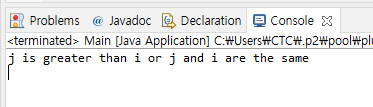 Problems @ Javadoc Declaration Console
<terminated> Main [Java Application] C:₩Users₩CTC₩.p2₩pool₩plu
j is greater than i or j and i are the same